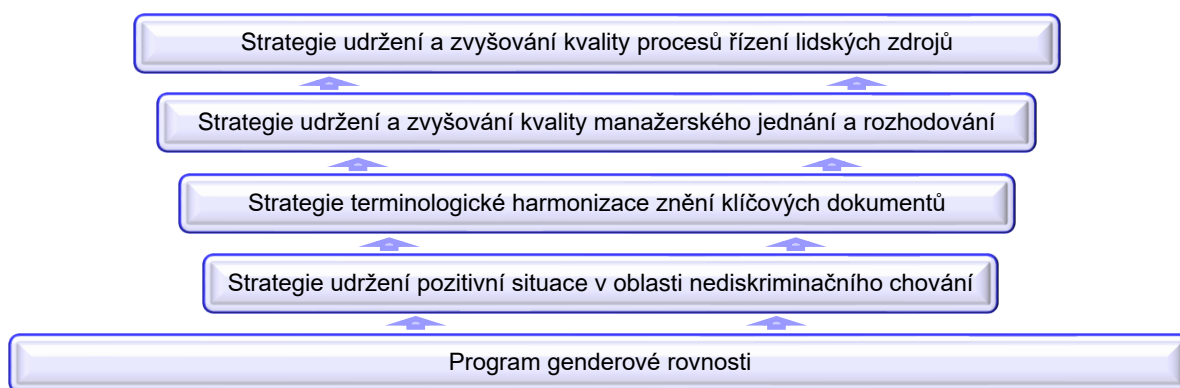 Strategie udržení a zvyšování kvality procesů řízení lidských zdrojů
Strategie udržení a zvyšování kvality manažerského jednání a rozhodování
Strategie terminologické harmonizace znění klíčových dokumentů
Strategie udržení pozitivní situace v oblasti nediskriminačního chování
Program genderové rovnosti